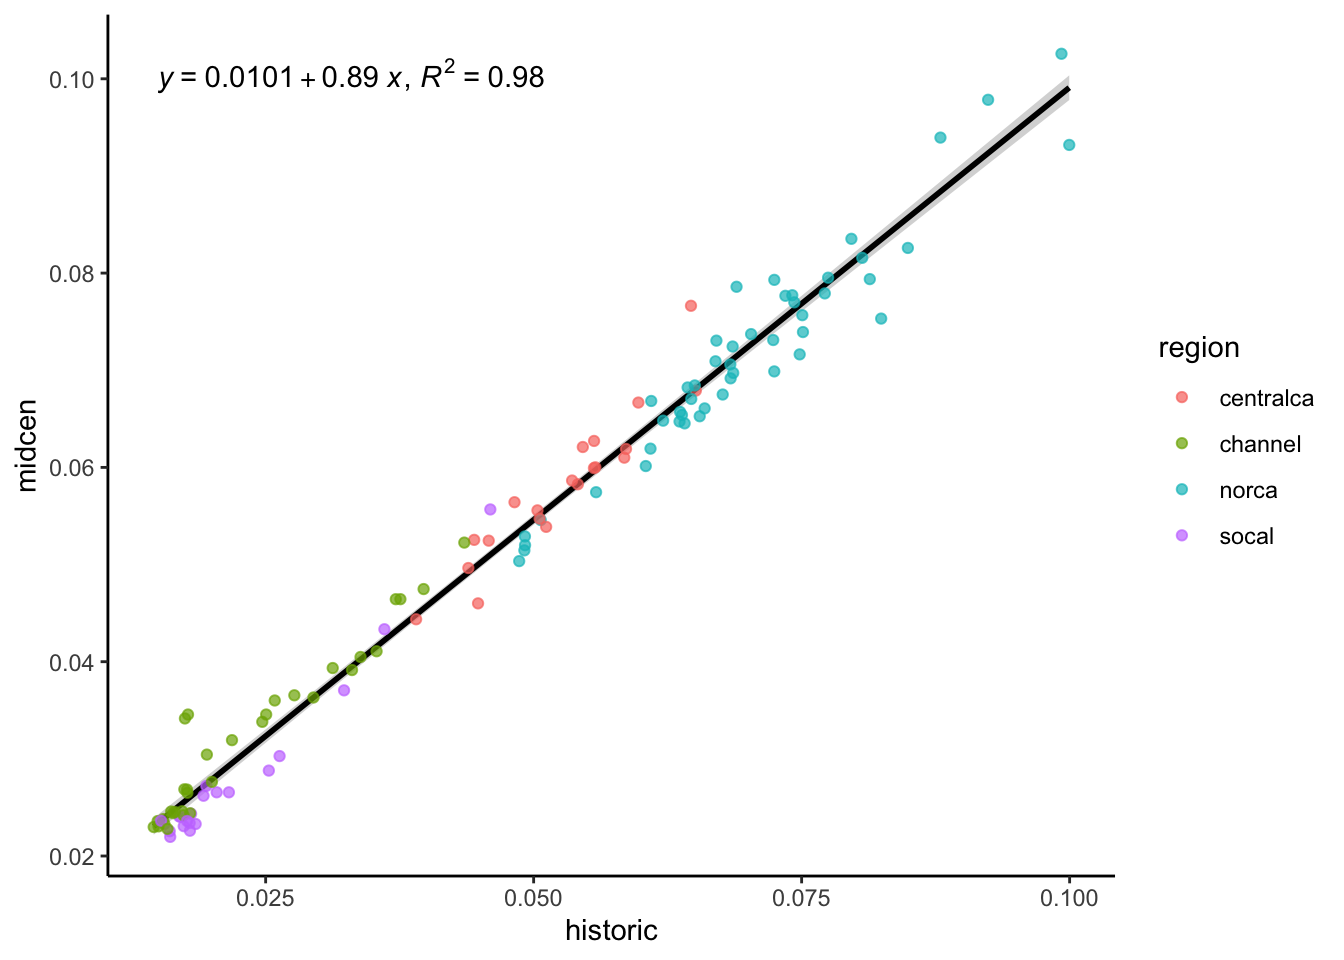 y = 0.0101 + 0.89 x, R² = 0.98
0.10
0.08
0.06
0.04
0.02
midcen
0.025 0.050 0.075 0.100
historic
region
centralca
channel
norca
socal